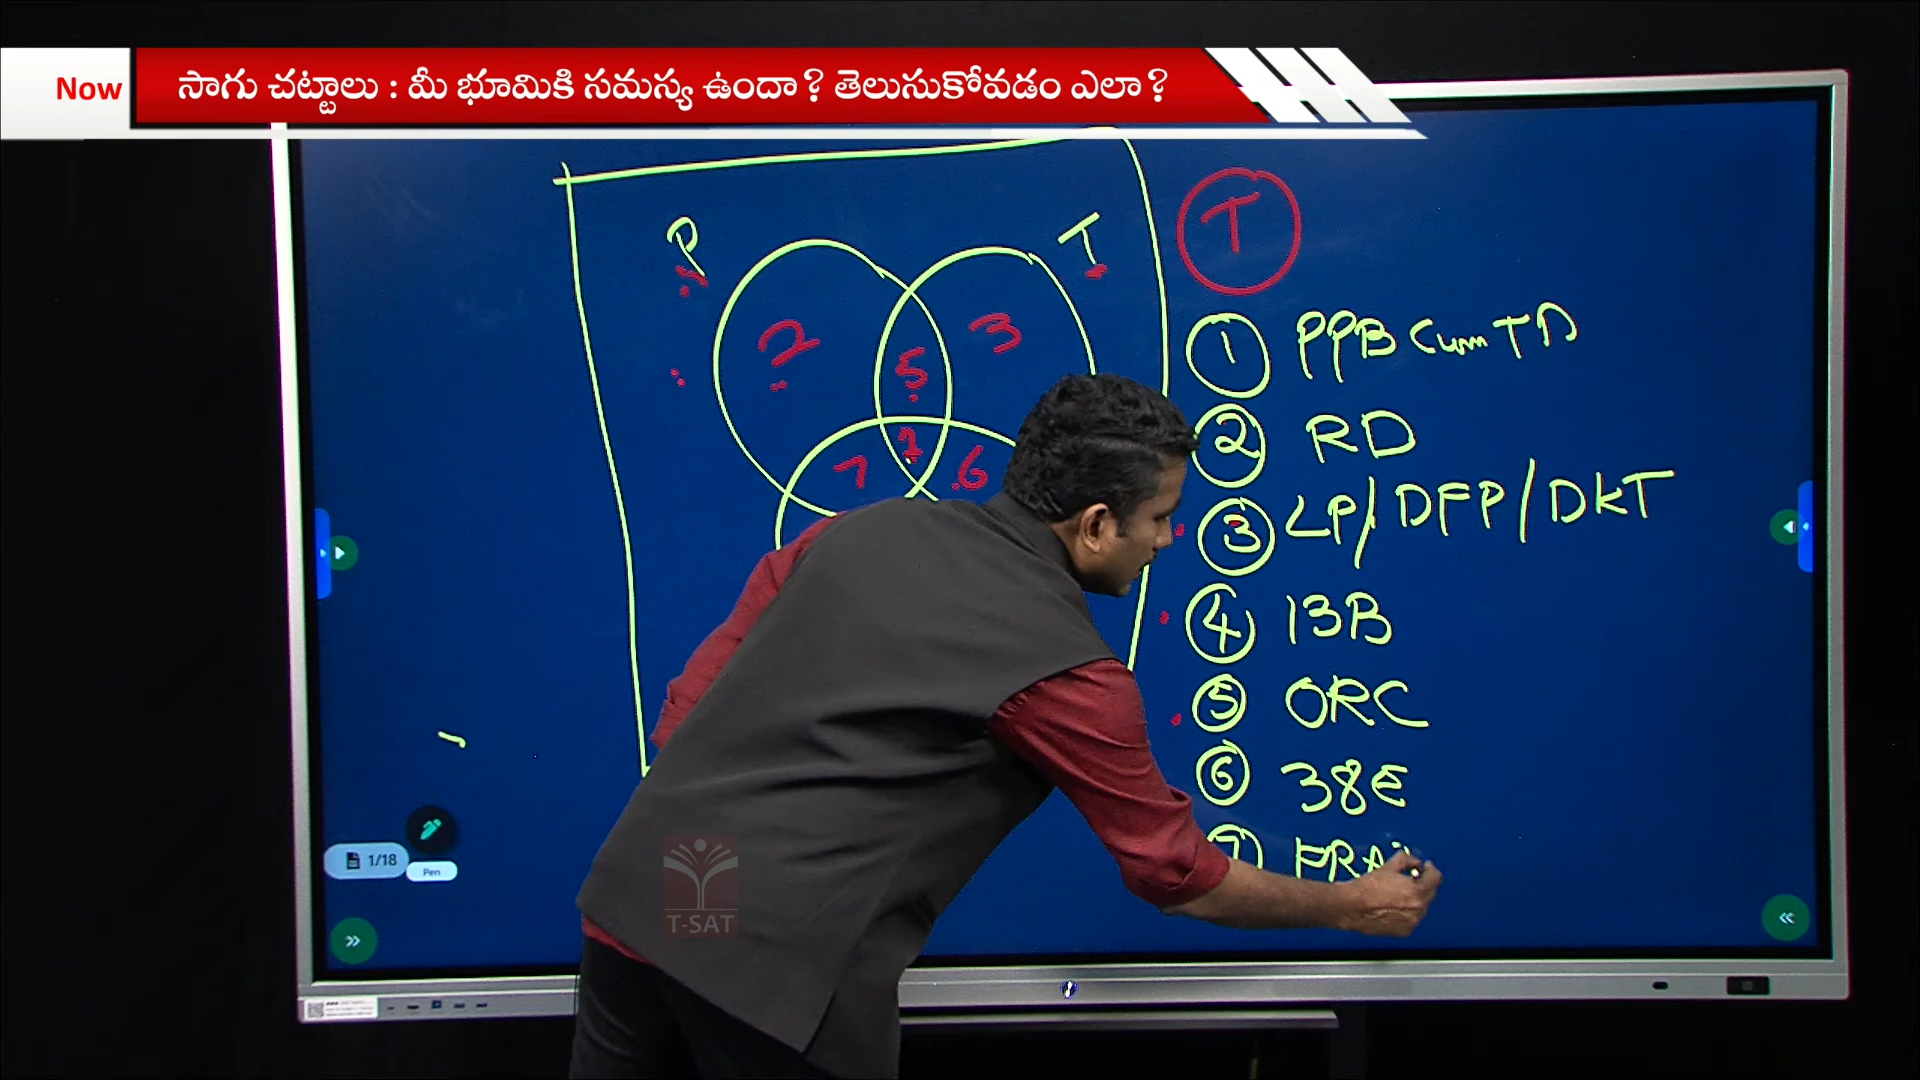 Now సాగు చట్టాలు : మీ భూమికి సమస్య ఉందా? తెలుసుకోవడం ఎలా?
P T
2 5 3
7 6
T
1 PPB Cum TD
2 RD
3 LP/DFP/DKT
4 13B
5 ORC
6 38E
7
1/18
Pen
T-SAT